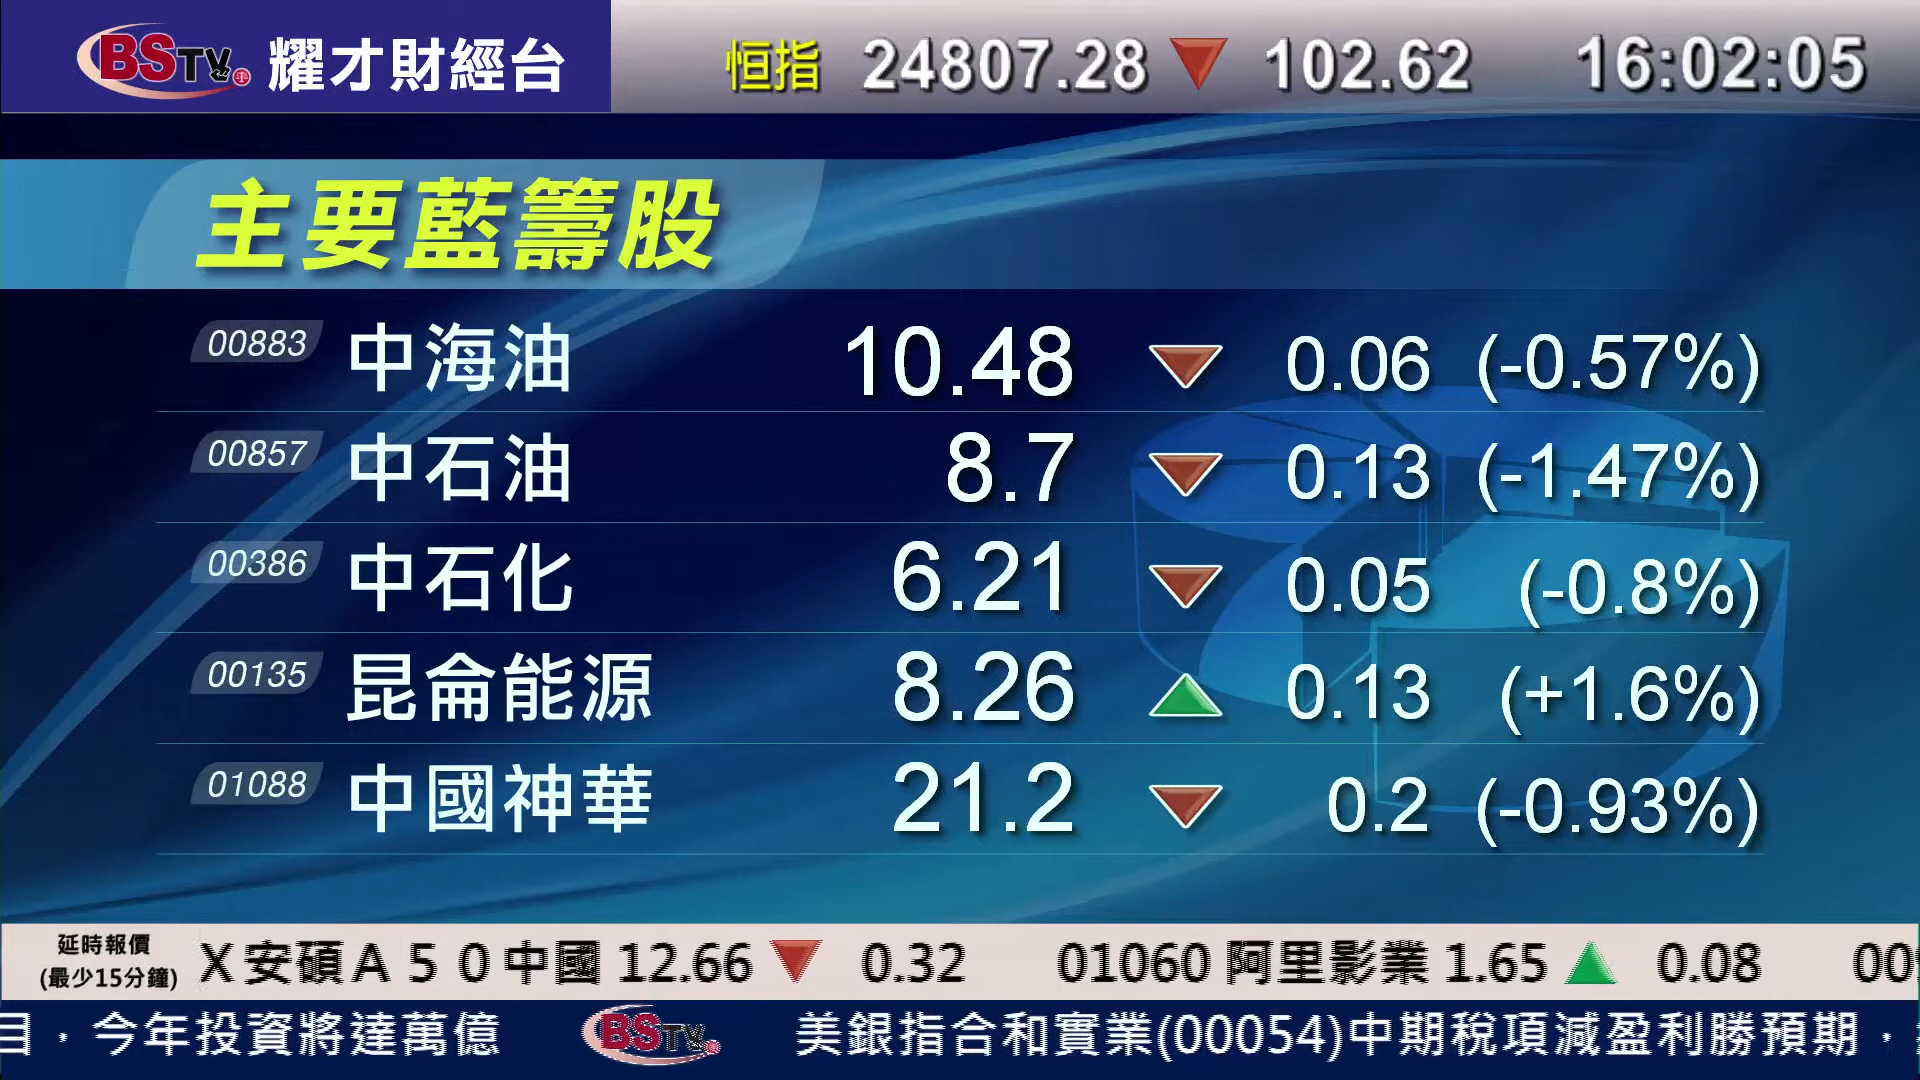 BSTV 耀才財經台 恒指 24807.28 ▼ 102.62 16:02:05
主要藍籌股
00883 中海油 10.48 ▼ 0.06 (-0.57%)
00857 中石油 8.7 ▼ 0.13 (-1.47%)
00386 中石化 6.21 ▼ 0.05 (-0.8%)
00135 昆侖能源 8.26 ▲ 0.13 (+1.6%)
01088 中國神華 21.2 ▼ 0.2 (-0.93%)
延時報價
(最少15分鐘)
X安碩A50中國 12.66 ▼ 0.32 01060 阿里影業 1.65 ▲ 0.08 00
目，今年投資將達萬億 BSTV 美銀指合和實業(00054)中期稅項減盈利勝預期，